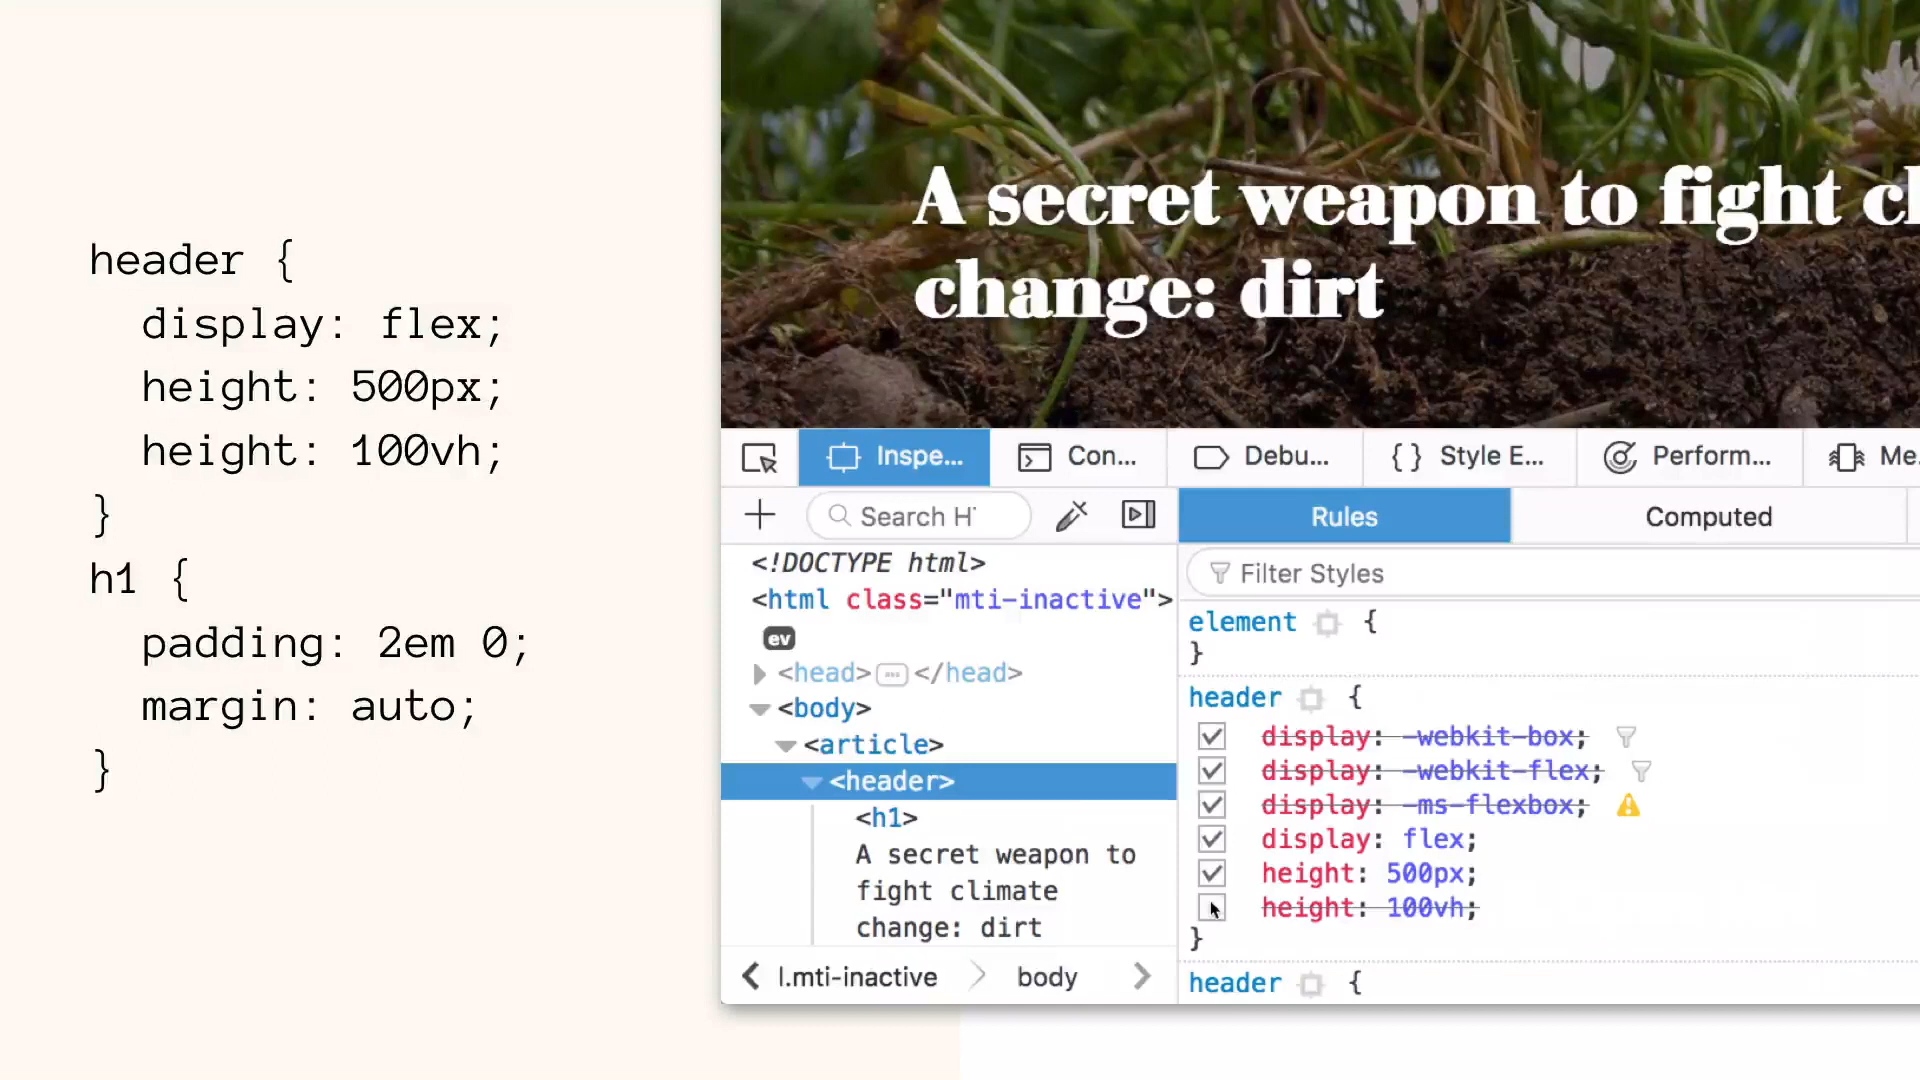 header {
display: flex;
height: 500px;
height: 100vh;
}
h1 {
padding: 2em 0;
margin: auto;
}
A secret weapon to fight
change: dirt
Inspe...
Con...
Debu...
{ } Style E...
Perform...
Me.
Search H
Rules
Computed
<!DOCTYPE html>
<html class="mti-inactive">
ev
<head> </head>
<body>
<article>
<header>
<h1>
A secret weapon to
fight climate
change: dirt
l.mti-inactive
body
Filter Styles
element {
}
header {
display: -webkit-box;
display: -webkit-flex;
display: -ms-flexbox;
display: flex;
height: 500px;
height: 100vh;
}
header {